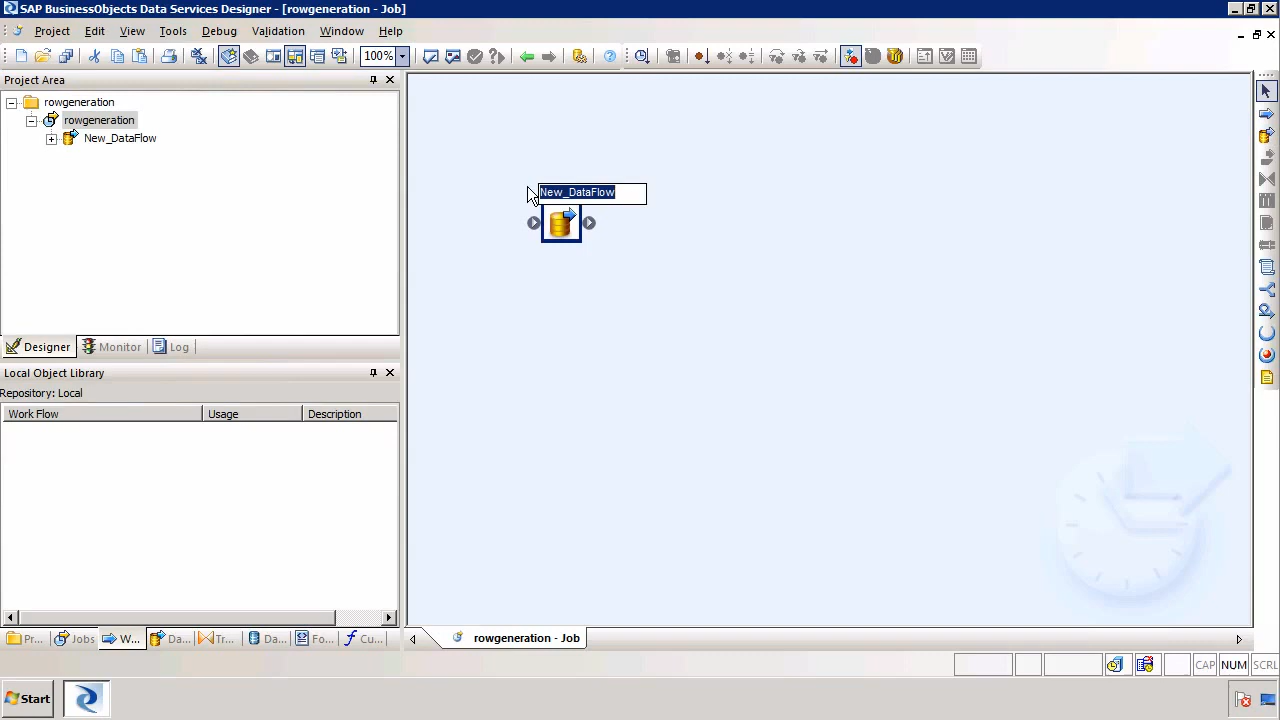 SAP BusinessObjects Data Services Designer - [rowgeneration - Job]
Project Edit View Tools Debug Validation Window Help
100%
Project Area
rowgeneration
rowgeneration
New_DataFlow
New_DataFlow
Designer Monitor Log
Local Object Library
Repository: Local
Work Flow Usage Description
Pr... Jobs W... Da... Tr... Da... Fo... Cu...
rowgeneration - Job
CAP NUM SCRL
Start